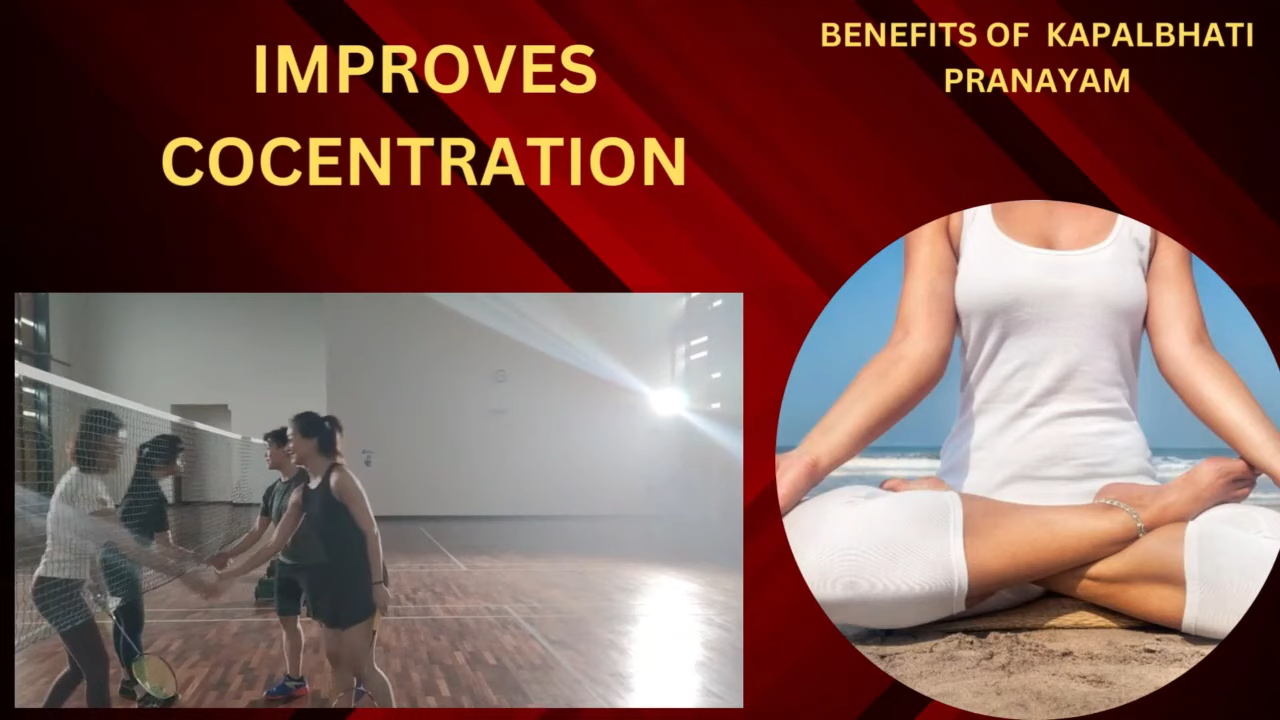 IMPROVES
COCENTRATION
BENEFITS OF KAPALBHATI
PRANAYAM